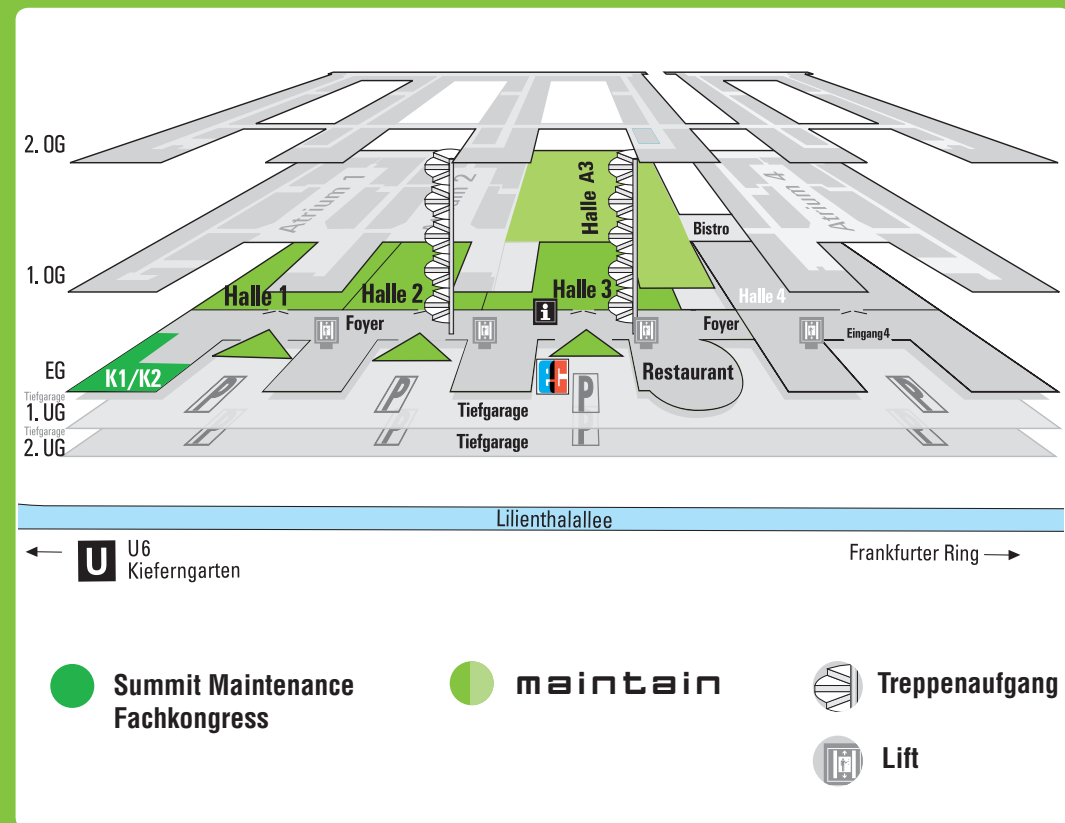 2. OG
Atrium 1
2
Halle A3
Atrium 4
Bistro
1. OG
Halle 1
Halle 2
Halle 3
Halle 4
i
Foyer
Foyer
Eingang4
EG
K1/K2
EC
Restaurant
Tiefgarage
1. UG
P
P
P
P
Tiefgarage
Tiefgarage
2. UG
Tiefgarage
Lilienthalallee
U
U6
Kieferngarten
Frankfurter Ring
Summit Maintenance
Fachkongress
maintain
Treppenaufgang
Lift